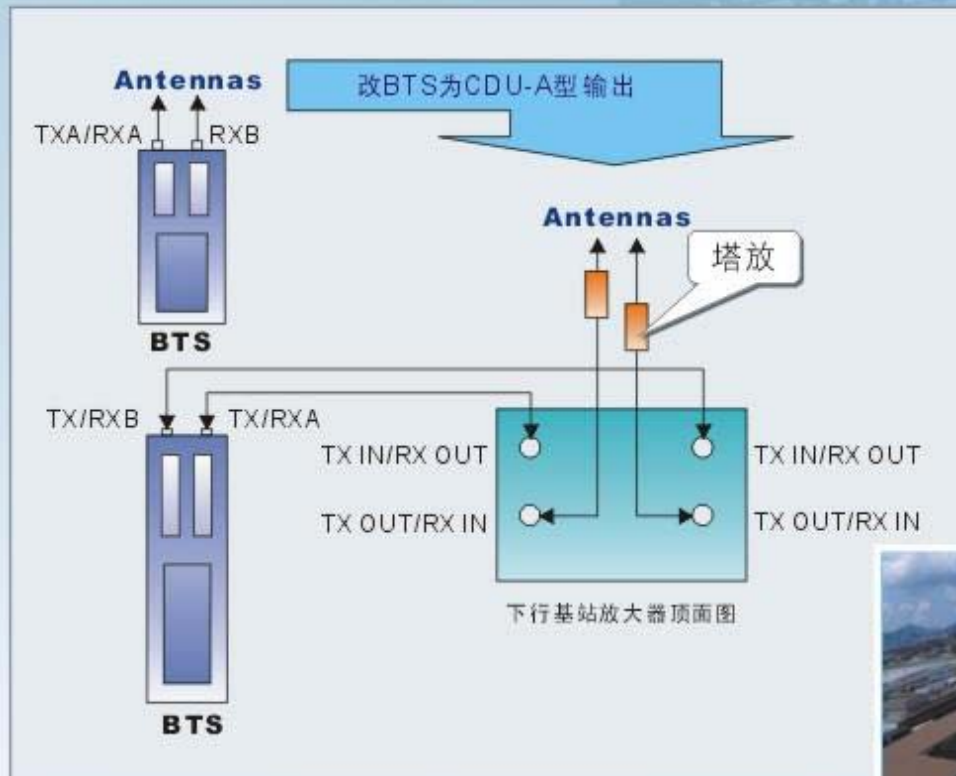 Antennas
改BTS为CDU-A型输出
TXA/RXA
RXB
BTS
Antennas
塔放
TX/RXB
TX/RXA
TX IN/RX OUT
TX IN/RX OUT
TX OUT/RX IN
TX OUT/RX IN
下行基站放大器顶面图
BTS